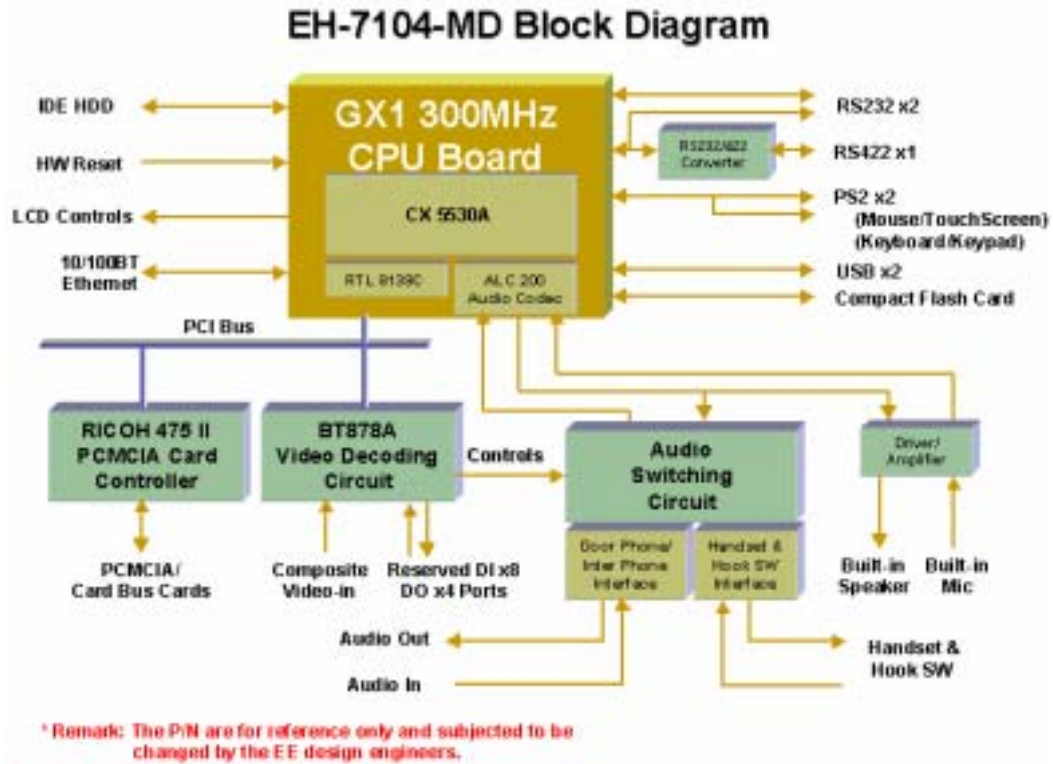 EH-7104-MD Block Diagram
IDE HDD
HW Reset
LCD Controls
10/100BT
Ethernet
GX1 300MHz
CPU Board
CX 5530A
RTL 8139C
ALC 200
Audio Codec
RS232 x2
RS232/422
Converter
RS422 x1
PS2 x2
(Mouse/TouchScreen)
(Keyboard/Keypad)
USB x2
Compact Flash Card
PCI Bus
RICOH 475 II
PCMCIA Card
Controller
BT878A
Video Decoding
Circuit
Controls
Audio
Switching
Circuit
Driver/
Amplifier
Door Phone/
Inter Phone
Interface
Handset &
Hook SW
Interface
PCMCIA/
Card Bus Cards
Composite
Video-in
Reserved DI x8
DO x4 Ports
Built-in
Speaker
Built-in
Mic
Audio Out
Audio In
Handset &
Hook SW
* Remark: The P/N are for reference only and subjected to be
changed by the EE design engineers.